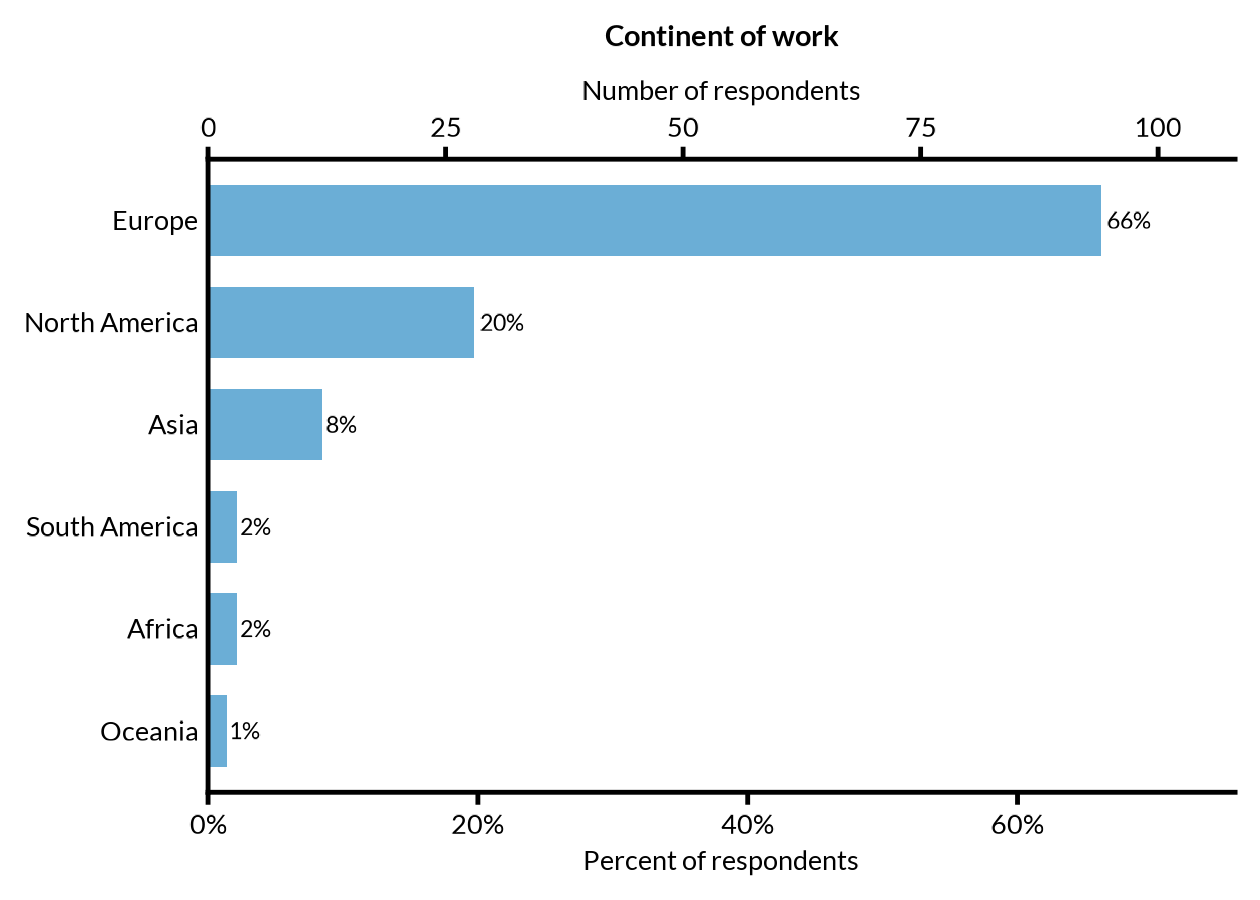 Continent of work
Number of respondents
0 25 50 75 100
Europe 66%
North America 20%
Asia 8%
South America 2%
Africa 2%
Oceania 1%
0% 20% 40% 60%
Percent of respondents